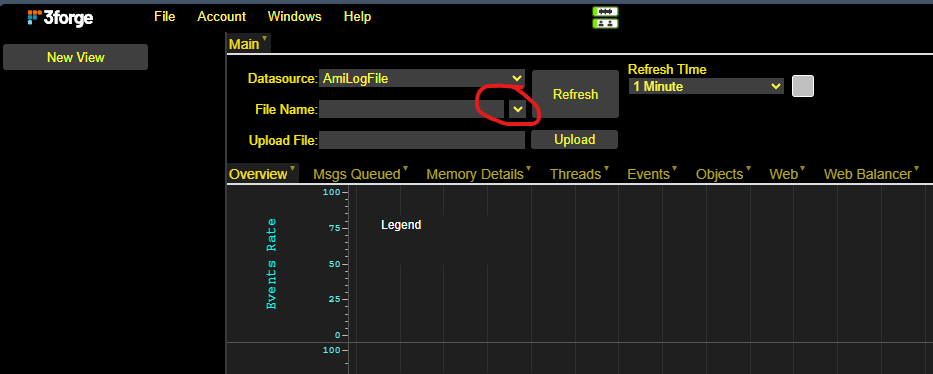 3forge File Account Windows Help
New View
Main
Datasource: AmiLogFile
Refresh
Refresh TIme
1 Minute
File Name:
Upload File:
Upload
Overview Msgs Queued Memory Details Threads Events Objects Web Web Balancer
Events Rate
100
75
50
25
0
100
Legend